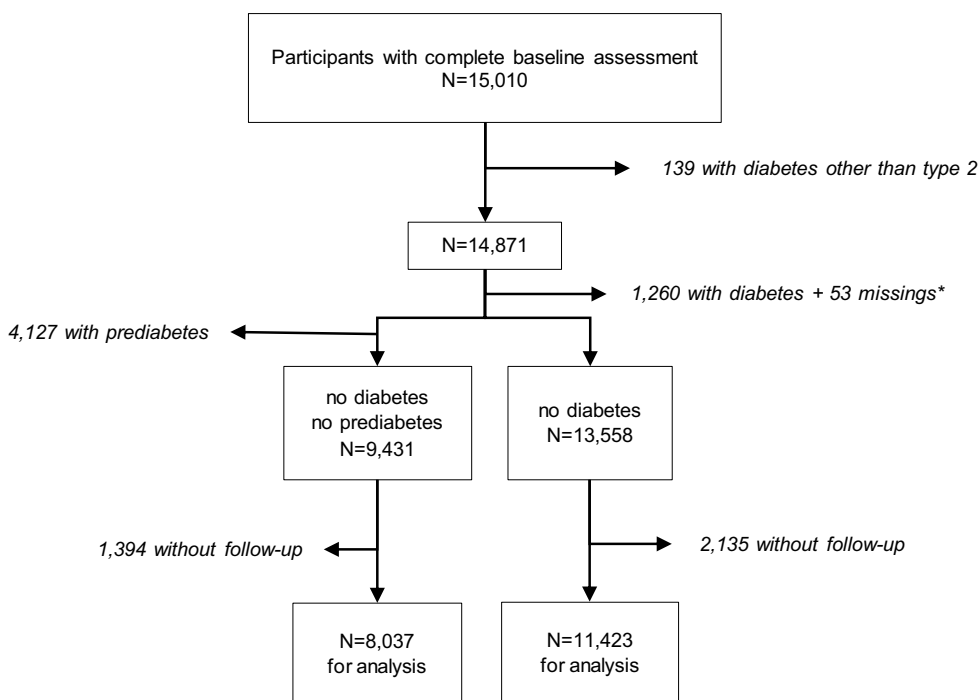 Participants with complete baseline assessment
N=15,010
139 with diabetes other than type 2
N=14,871
1,260 with diabetes + 53 missings*
4,127 with prediabetes
no diabetes
no prediabetes
N=9,431
no diabetes
N=13,558
1,394 without follow-up
2,135 without follow-up
N=8,037
for analysis
N=11,423
for analysis